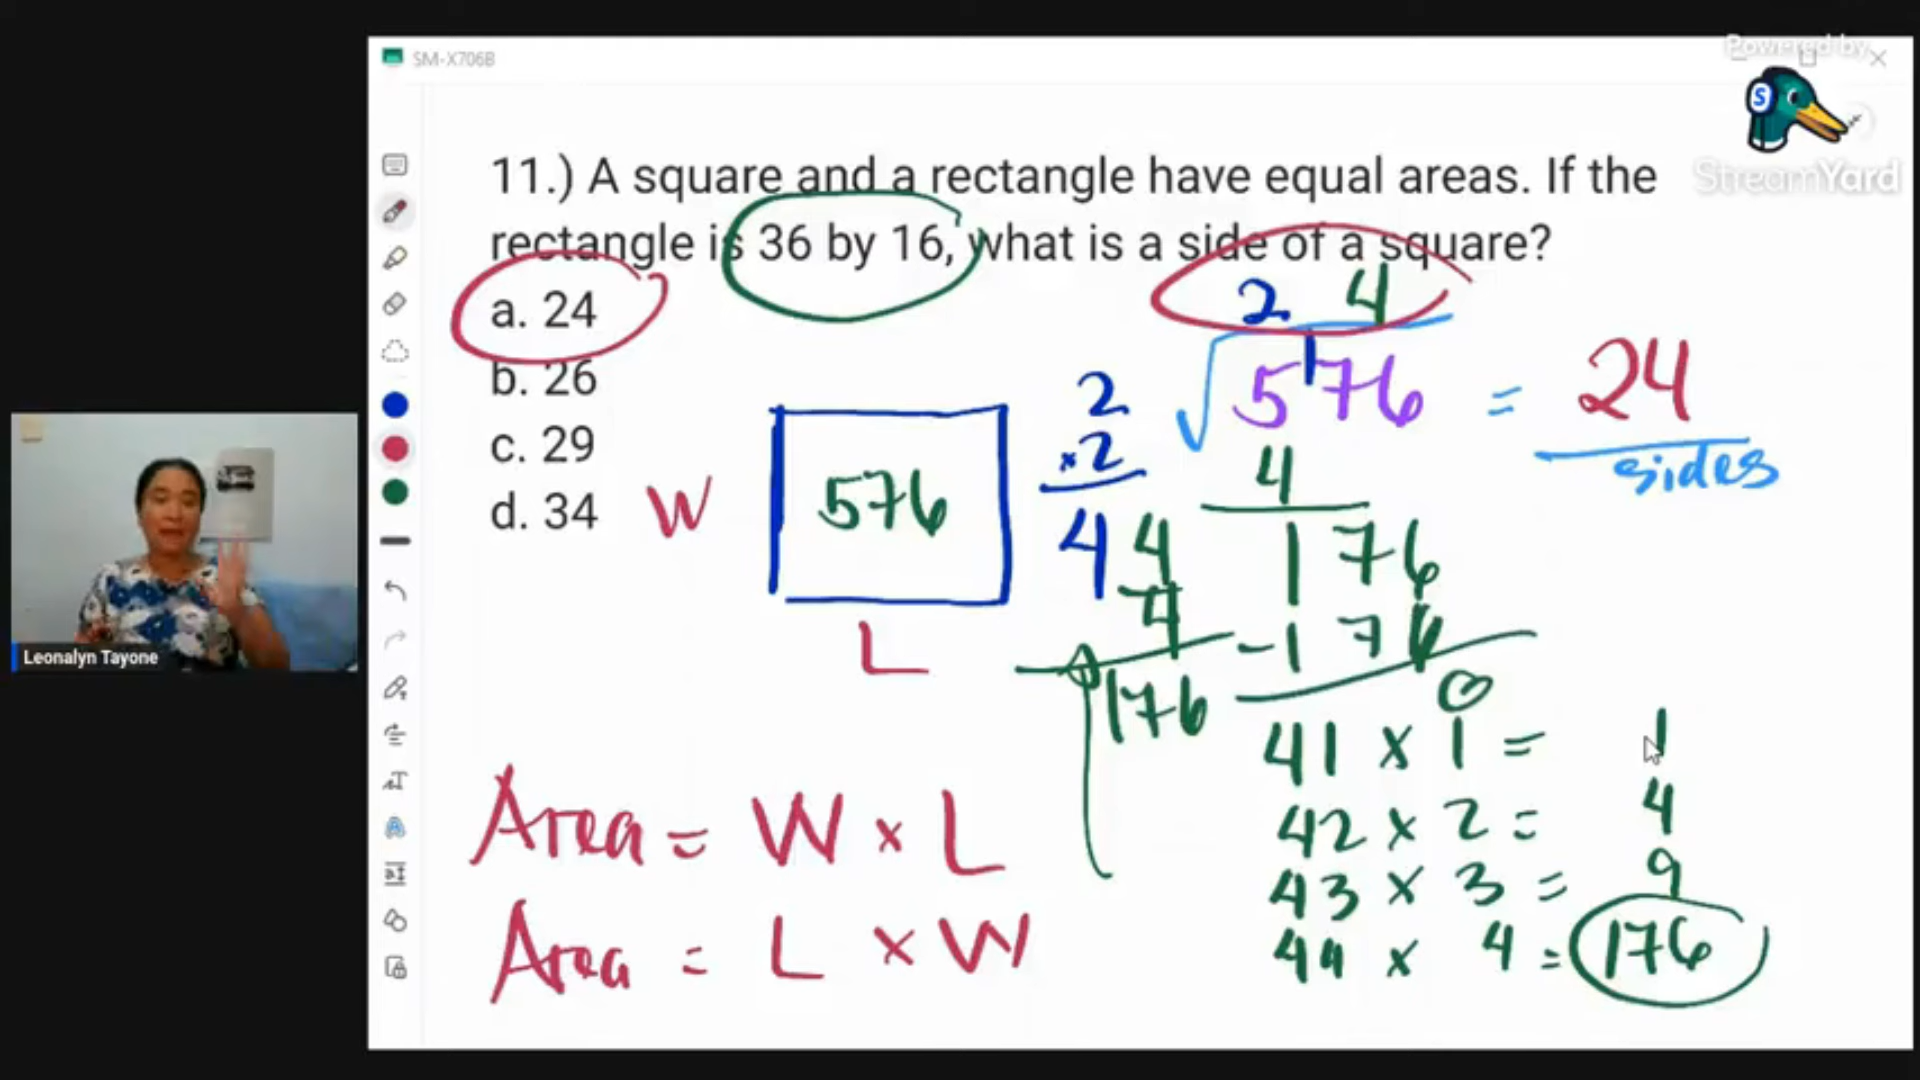 SM-X706B
Powered by
StreamYard
11.) A square and a rectangle have equal areas. If the
rectangle is 36 by 16, what is a side of a square?
a. 24
b. 26
c. 29
d. 34
2 4
√576 = 24
sides
2
×2
4 4
4
176
4
176
-176
0
W
576
L
41 × 1 = 1
42 × 2 = 4
43 × 3 = 9
44 × 4 = 176
Area = W × L
Area = L × W
Leonalyn Tayone